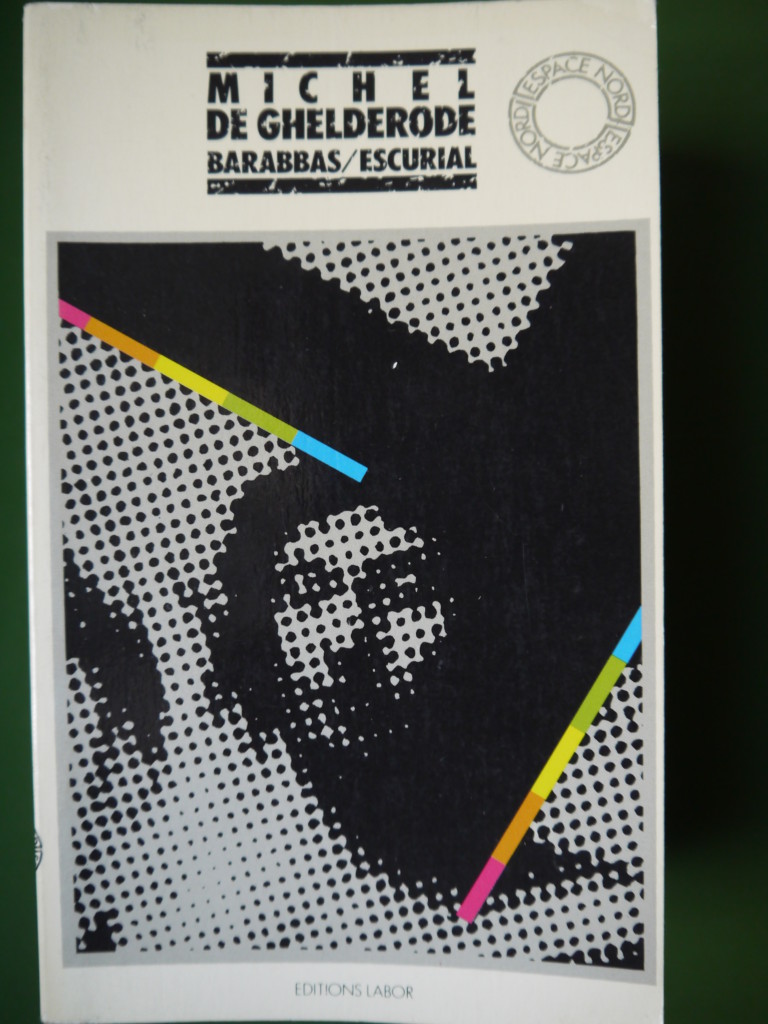 MICHEL
DE GHELDERODE
BARABBAS/ESCURIAL
ESPACE NORD
ESPACE NORD
EDITIONS LABOR